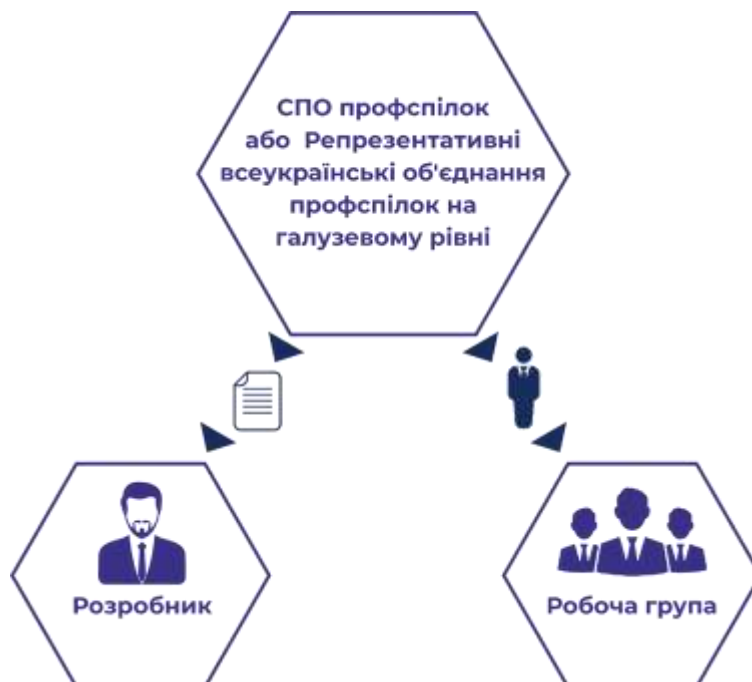 СПО профспілок
або Репрезентативні
всеукраїнські об'єднання
профспілок на
галузевому рівні
Розробник
Робоча група